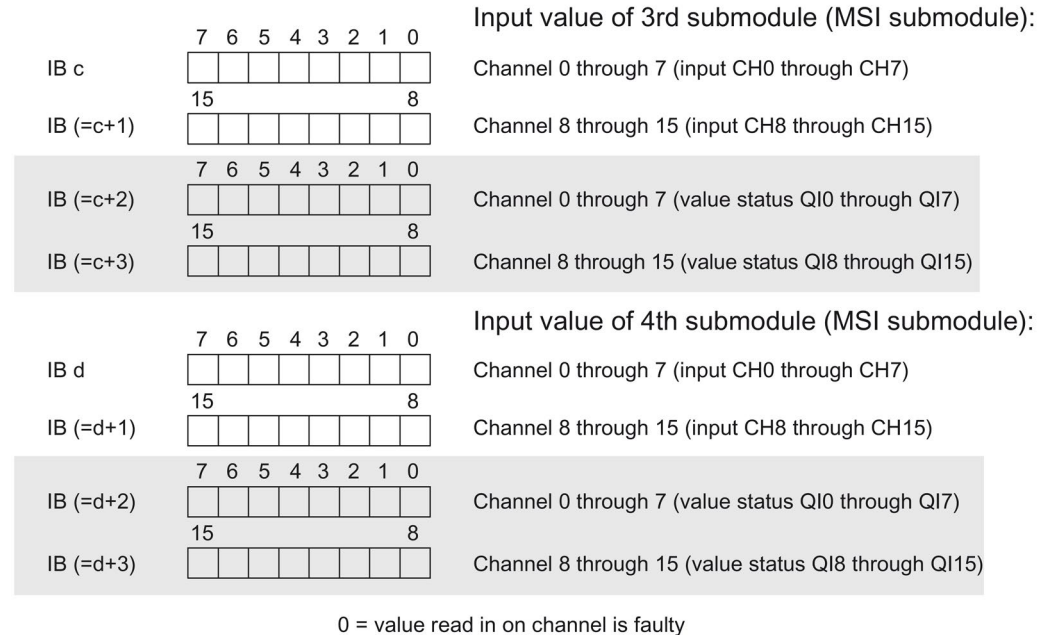 Input value of 3rd submodule (MSI submodule):
7 6 5 4 3 2 1 0
IB c Channel 0 through 7 (input CH0 through CH7)
15 8
IB (=c+1) Channel 8 through 15 (input CH8 through CH15)
7 6 5 4 3 2 1 0
IB (=c+2) Channel 0 through 7 (value status QI0 through QI7)
15 8
IB (=c+3) Channel 8 through 15 (value status QI8 through QI15)
Input value of 4th submodule (MSI submodule):
7 6 5 4 3 2 1 0
IB d Channel 0 through 7 (input CH0 through CH7)
15 8
IB (=d+1) Channel 8 through 15 (input CH8 through CH15)
7 6 5 4 3 2 1 0
IB (=d+2) Channel 0 through 7 (value status QI0 through QI7)
15 8
IB (=d+3) Channel 8 through 15 (value status QI8 through QI15)
0 = value read in on channel is faulty